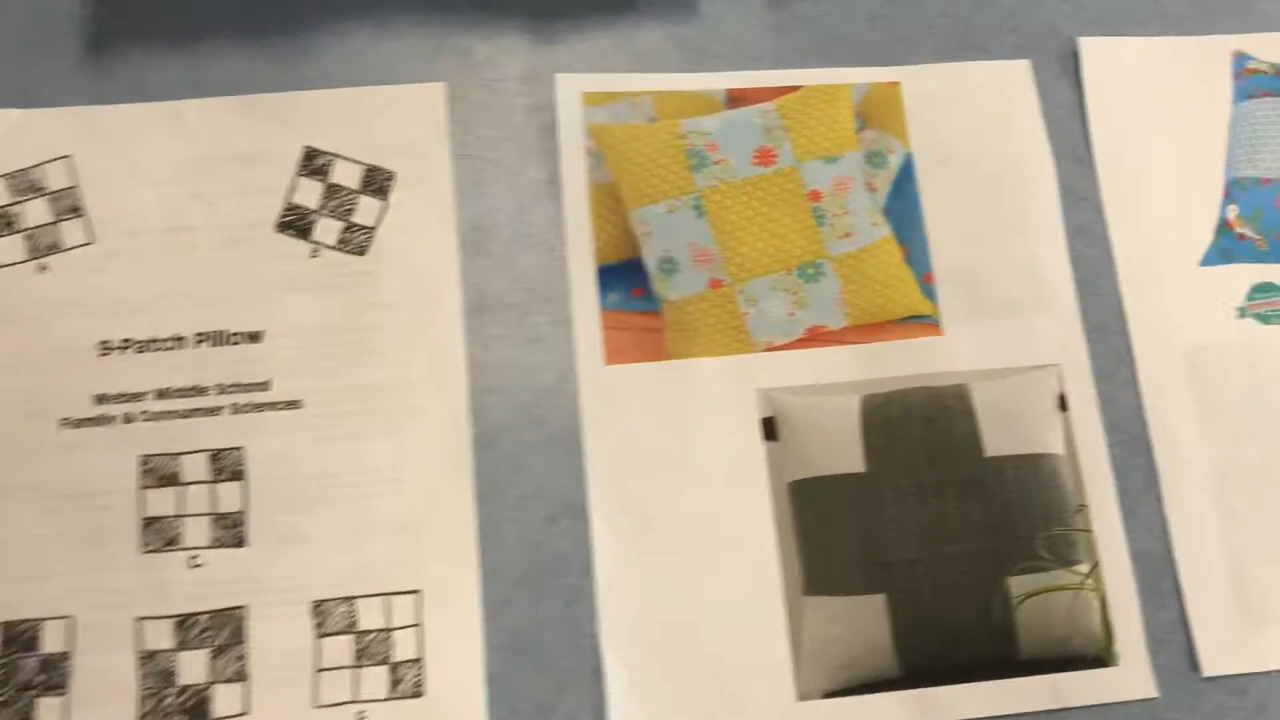 A
B
9-Patch Pillow
Weber Middle School
Family & Consumer Sciences
C